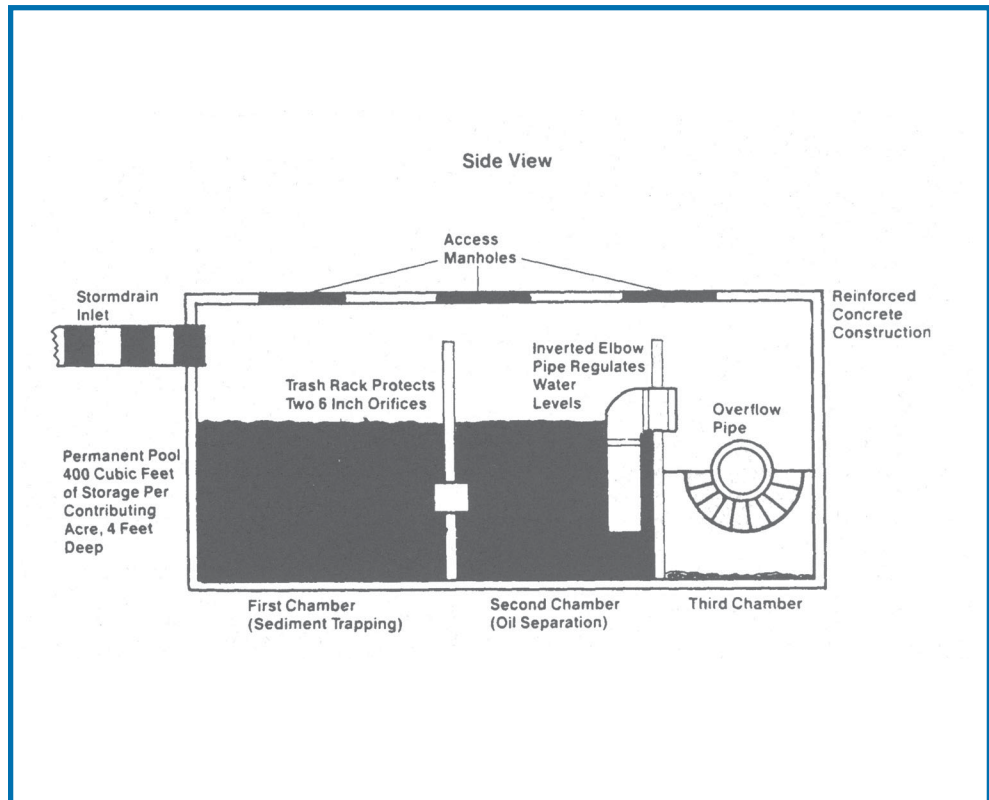 Side View
Access
Manholes
Stormdrain
Inlet
Reinforced
Concrete
Construction
Trash Rack Protects
Two 6 Inch Orifices
Inverted Elbow
Pipe Regulates
Water
Levels
Overflow
Pipe
Permanent Pool
400 Cubic Feet
of Storage Per
Contributing
Acre, 4 Feet
Deep
First Chamber
(Sediment Trapping)
Second Chamber
(Oil Separation)
Third Chamber